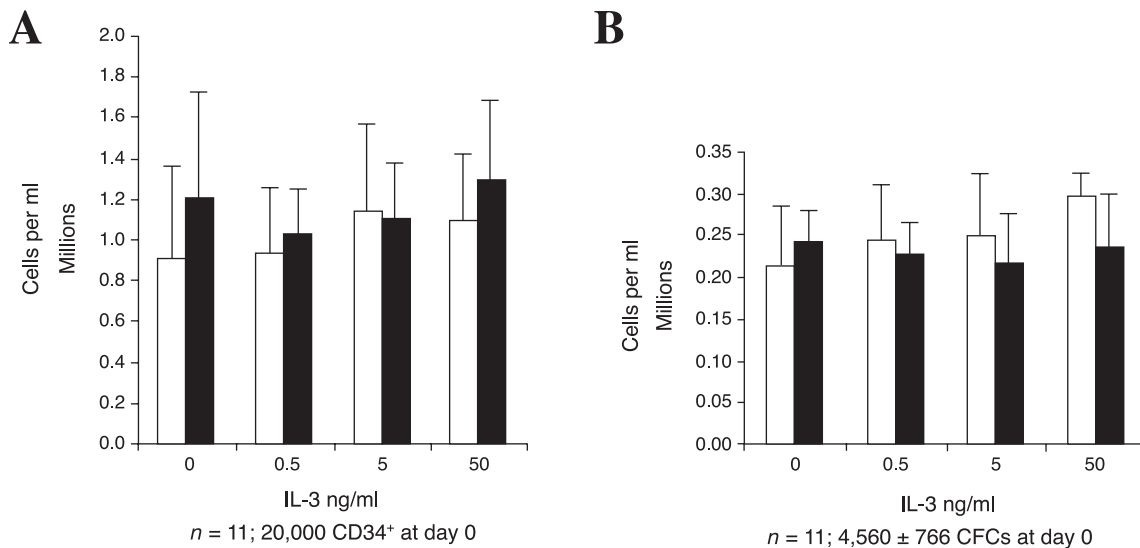 A
2.0
1.8
1.6
1.4
1.2
1.0
0.8
0.6
0.4
0.2
0.0
Cells per ml
Millions
0 0.5 5 50
IL-3 ng/ml
n = 11; 20,000 CD34⁺ at day 0
B
0.35
0.30
0.25
0.20
0.15
0.10
0.05
0.00
Cells per ml
Millions
0 0.5 5 50
IL-3 ng/ml
n = 11; 4,560 ± 766 CFCs at day 0